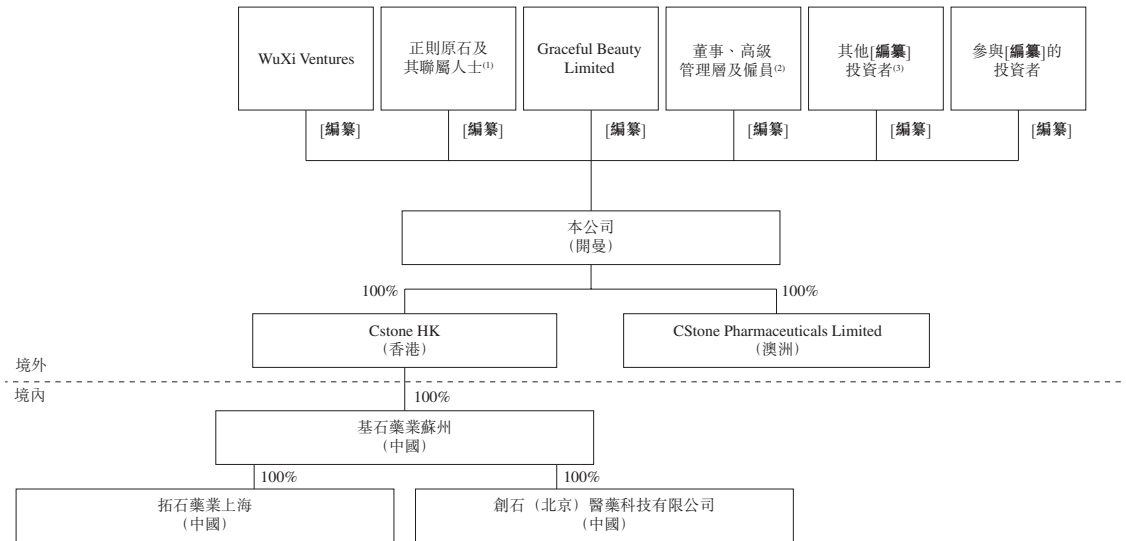 WuXi Ventures
正則原石及
其聯屬人士(1)
Graceful Beauty
Limited
董事、高級
管理層及僱員(2)
其他[編纂]
投資者(3)
參與[編纂]的
投資者
[編纂]
[編纂]
[編纂]
[編纂]
[編纂]
[編纂]
本公司
（開曼）
100%
100%
Cstone HK
（香港）
CStone Pharmaceuticals Limited
（澳洲）
境外
境內
100%
基石藥業蘇州
（中國）
100%
100%
拓石藥業上海
（中國）
創石（北京）醫藥科技有限公司
（中國）